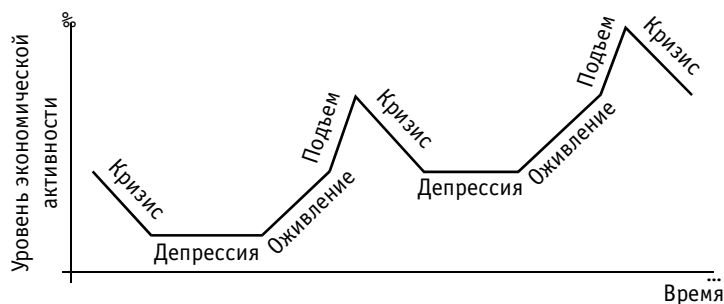 %
Уровень экономической
активности
Кризис
Депрессия
Оживление
Подъем
Кризис
Депрессия
Оживление
Подъем
Кризис
...
Время